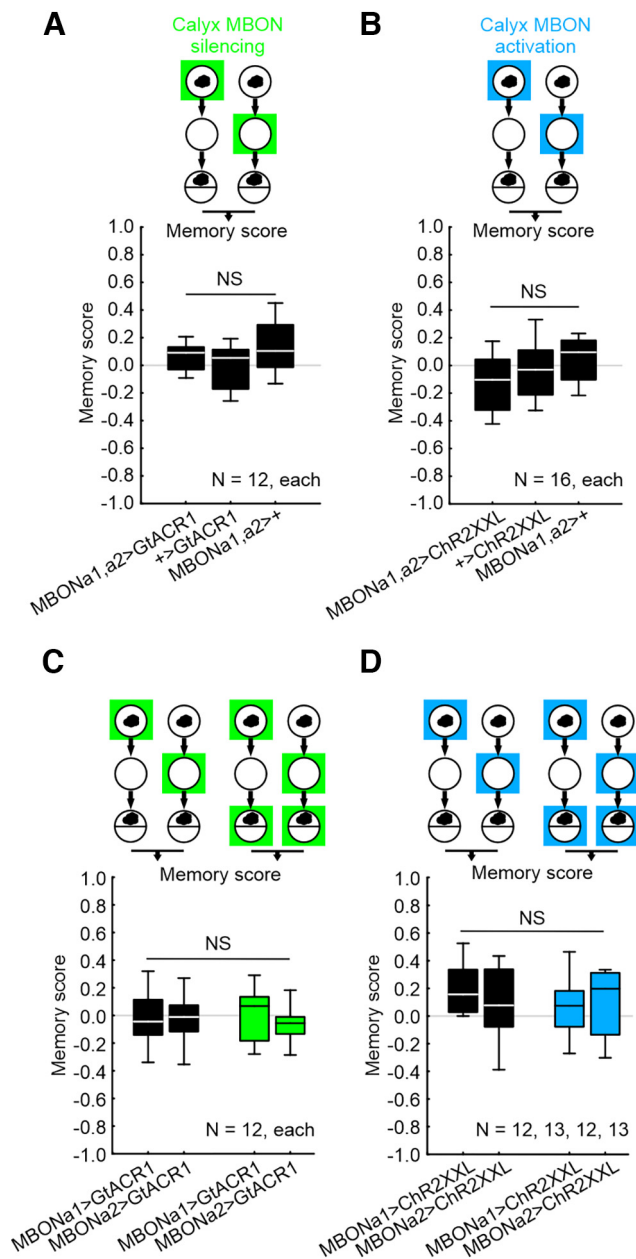 A
Calyx MBON
silencing
Memory score
1.0
0.8
0.6
0.4
0.2
0.0
-0.2
-0.4
-0.6
-0.8
-1.0
Memory score
NS
N = 12, each
MBONa1,a2>GtACR1
+>GtACR1
MBONa1,a2>+
B
Calyx MBON
activation
Memory score
1.0
0.8
0.6
0.4
0.2
0.0
-0.2
-0.4
-0.6
-0.8
-1.0
Memory score
NS
N = 16, each
MBONa1,a2>ChR2XXL
+>ChR2XXL
MBONa1,a2>+
C
Memory score
1.0
0.8
0.6
0.4
0.2
0.0
-0.2
-0.4
-0.6
-0.8
-1.0
Memory score
NS
N = 12, each
MBONa1>GtACR1
MBONa2>GtACR1
MBONa1>GtACR1
MBONa2>GtACR1
D
Memory score
1.0
0.8
0.6
0.4
0.2
0.0
-0.2
-0.4
-0.6
-0.8
-1.0
Memory score
NS
N = 12, 13, 12, 13
MBONa1>ChR2XXL
MBONa2>ChR2XXL
MBONa1>ChR2XXL
MBONa2>ChR2XXL